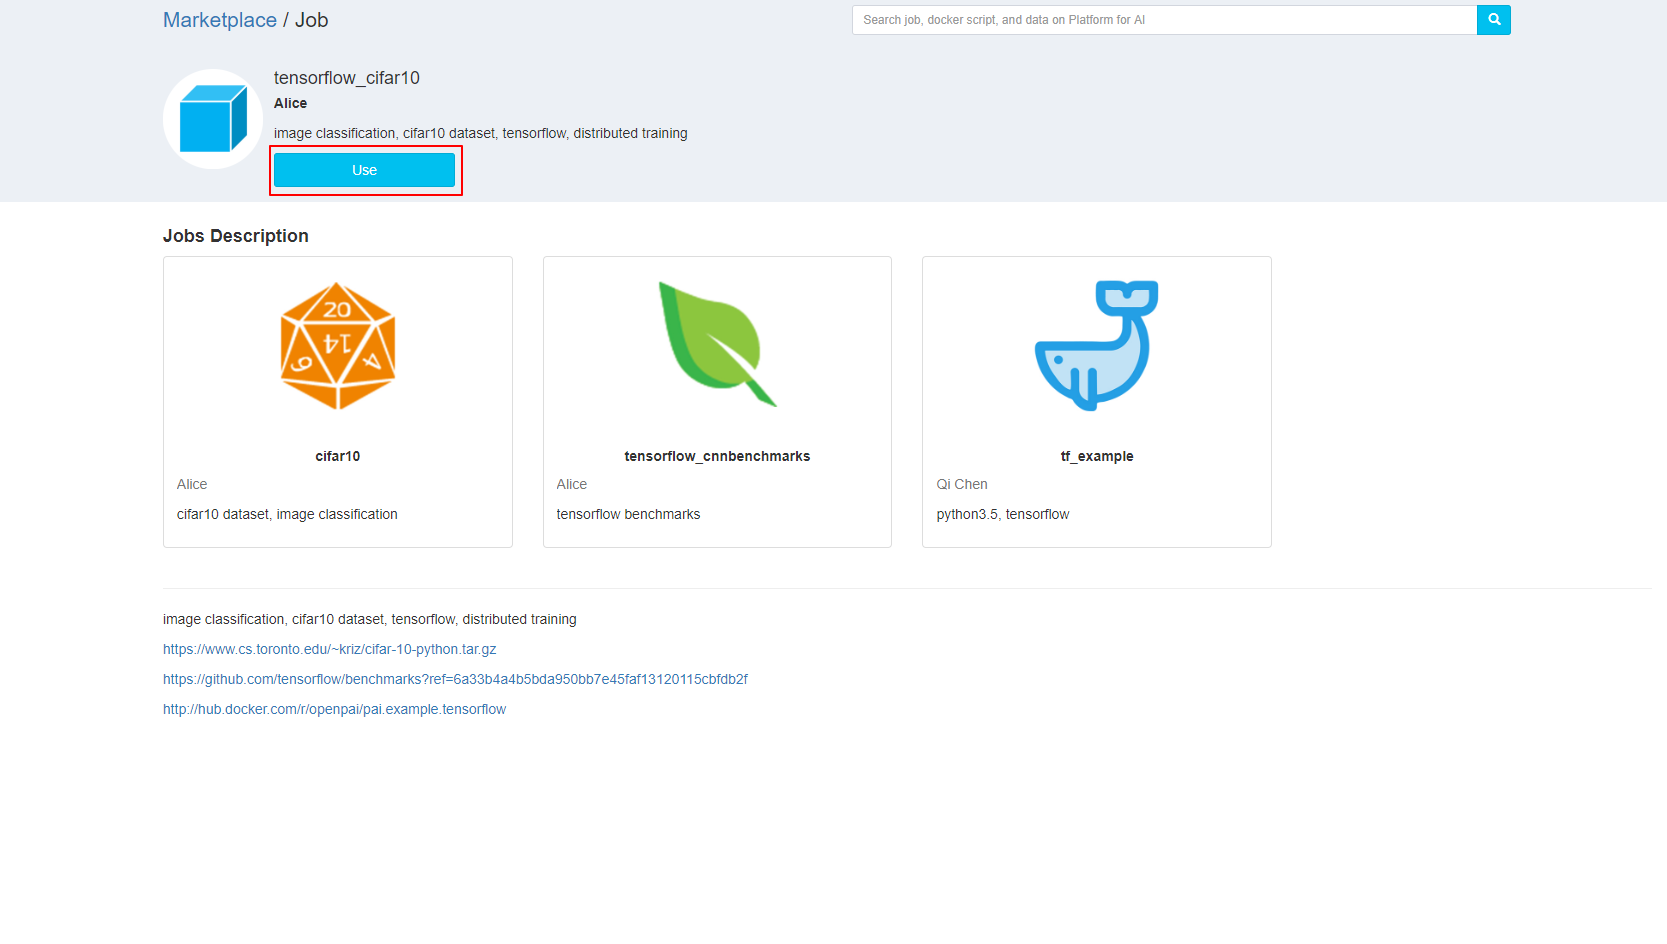 Marketplace / Job
Search job, docker script, and data on Platform for AI
tensorflow_cifar10
Alice
image classification, cifar10 dataset, tensorflow, distributed training
Use
Jobs Description
20
14
9
4
cifar10
Alice
cifar10 dataset, image classification
tensorflow_cnnbenchmarks
Alice
tensorflow benchmarks
tf_example
Qi Chen
python3.5, tensorflow
image classification, cifar10 dataset, tensorflow, distributed training
https://www.cs.toronto.edu/~kriz/cifar-10-python.tar.gz
https://github.com/tensorflow/benchmarks?ref=6a33b4a4b5bda950bb7e45faf13120115cbfdb2f
http://hub.docker.com/r/openpai/pai.example.tensorflow